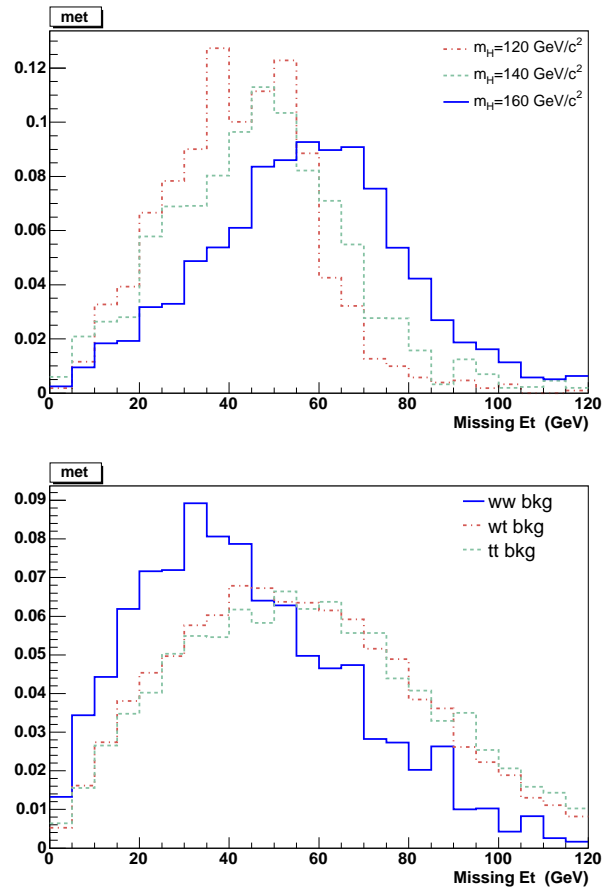 met
m_H=120 GeV/c²
m_H=140 GeV/c²
m_H=160 GeV/c²
0.12
0.1
0.08
0.06
0.04
0.02
0
0 20 40 60 80 100 120
Missing Et (GeV)
met
ww bkg
wt bkg
tt bkg
0.09
0.08
0.07
0.06
0.05
0.04
0.03
0.02
0.01
0
0 20 40 60 80 100 120
Missing Et (GeV)